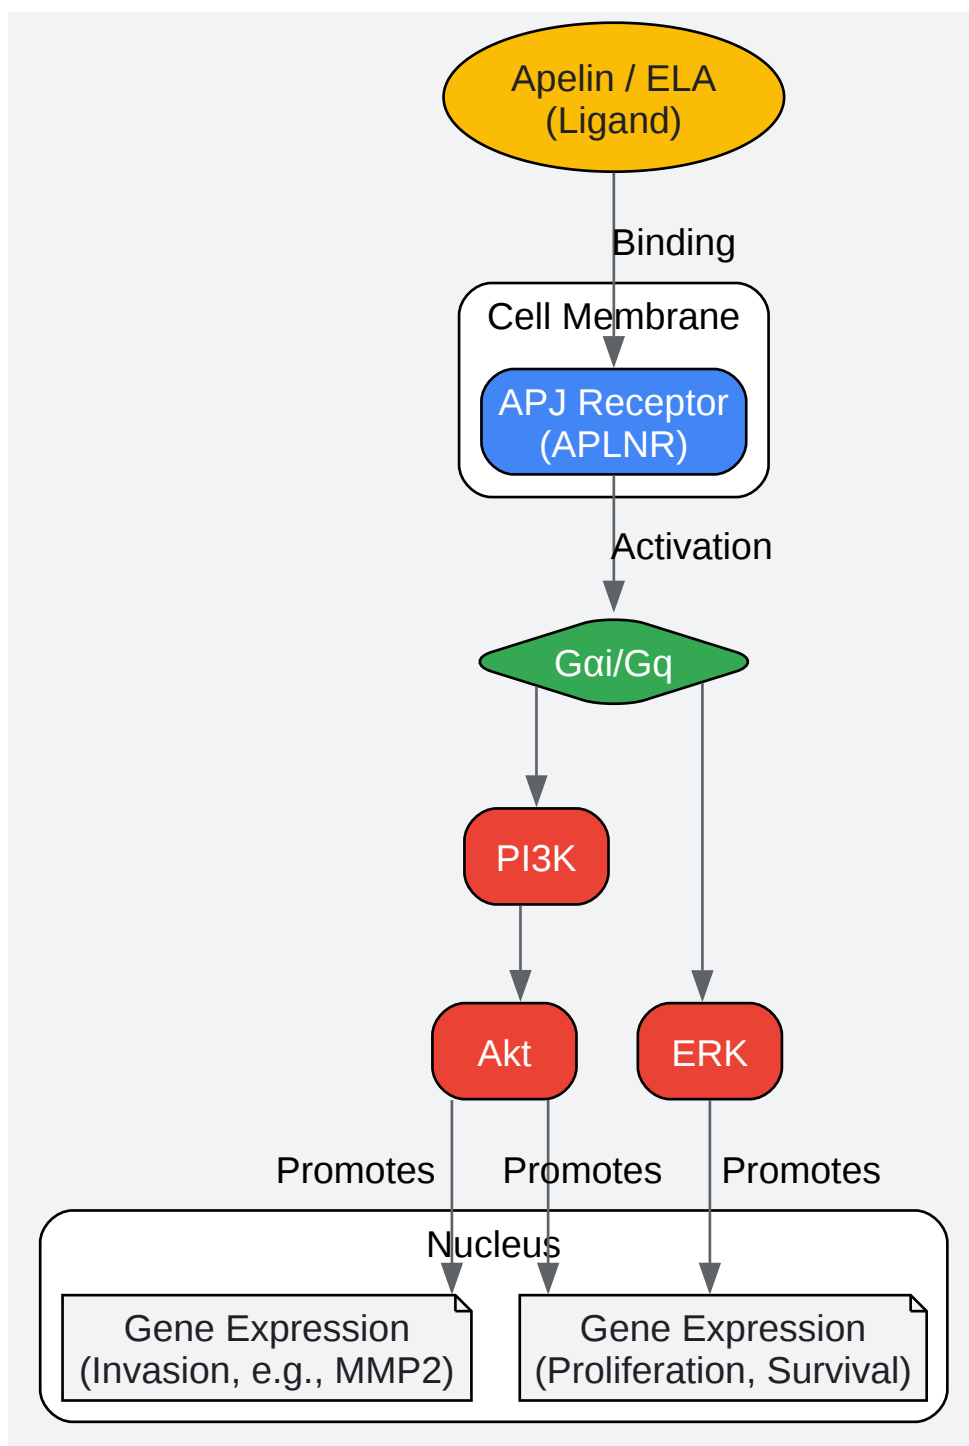 Apelin / ELA
(Ligand)
Binding
Cell Membrane
APJ Receptor
(APLNR)
Activation
Gαi/Gq
PI3K
Akt
ERK
Promotes
Promotes
Promotes
Nucleus
Gene Expression
(Invasion, e.g., MMP2)
Gene Expression
(Proliferation, Survival)